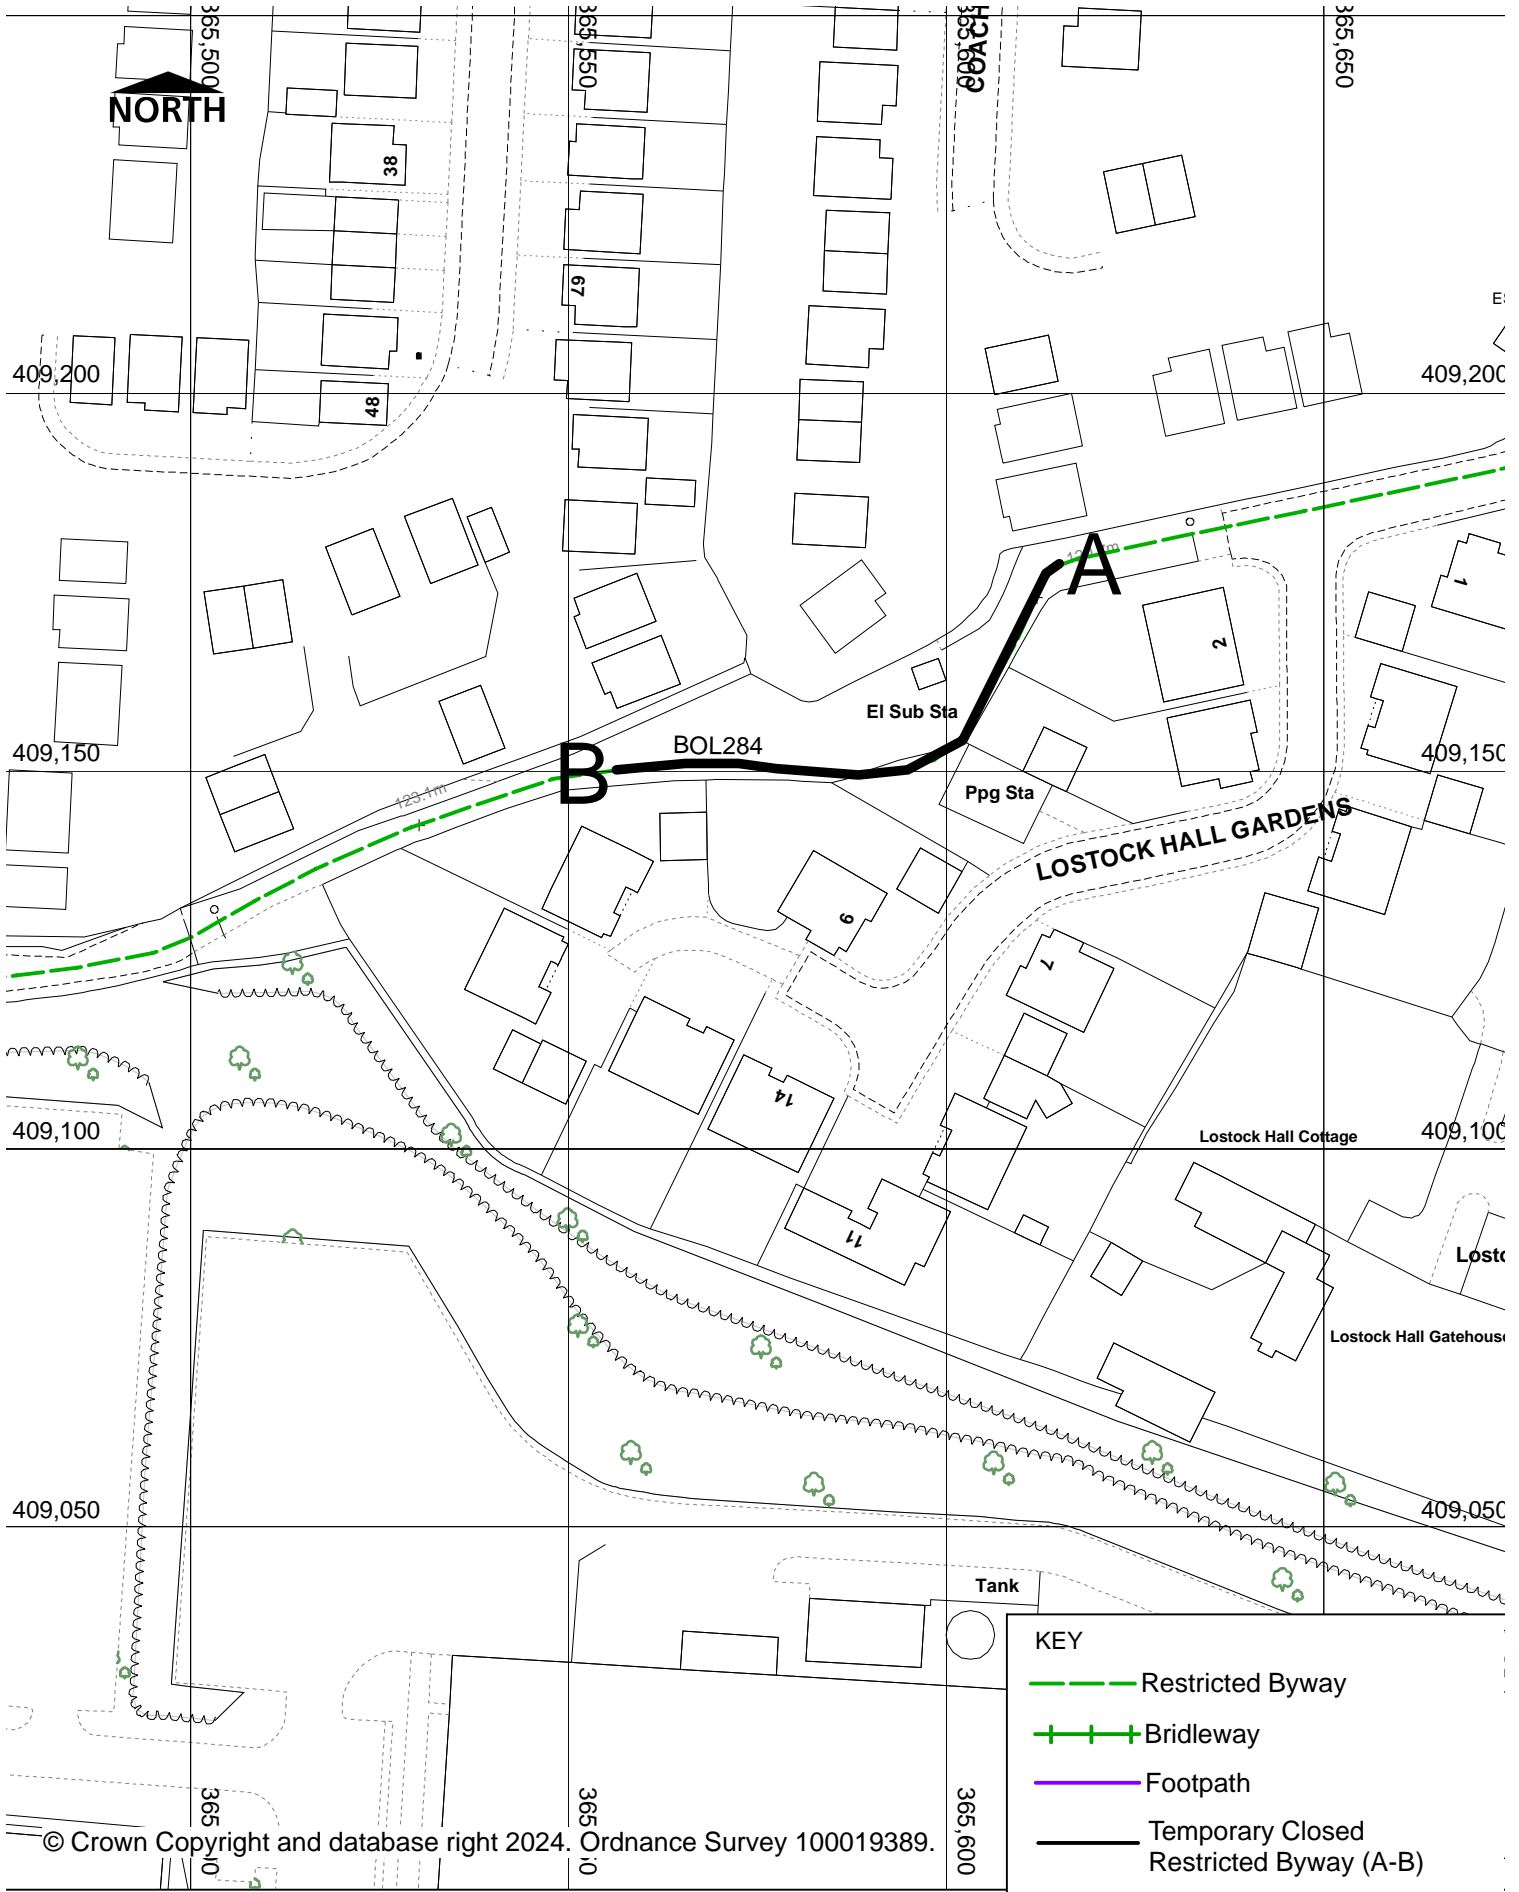 365,500
365,550
365,600
COACH
365,650
NORTH
38
67
409,200
409,200
48
A
1
2
El Sub Sta
409,150
BOL284
409,150
B
123.1m
Ppg Sta
LOSTOCK HALL GARDENS
9
7
14
409,100
Lostock Hall Cottage
409,100
11
Lostock Hall Gatehouse
409,050
409,050
Tank
KEY
Restricted Byway
Bridleway
Footpath
Temporary Closed
Restricted Byway (A-B)
365,600
© Crown Copyright and database right 2024. Ordnance Survey 100019389.